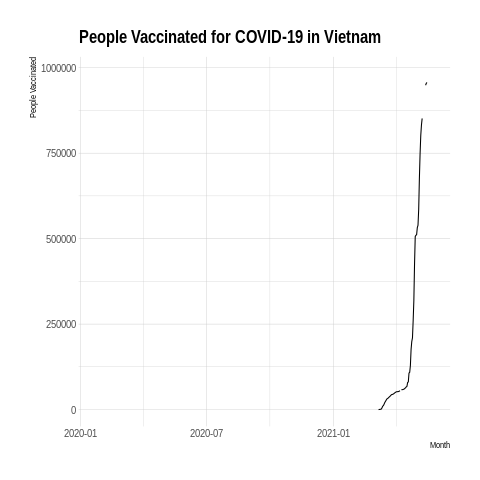 People Vaccinated for COVID-19 in Vietnam
People Vaccinated
1000000
750000
500000
250000
0
2020-01
2020-07
2021-01
Month